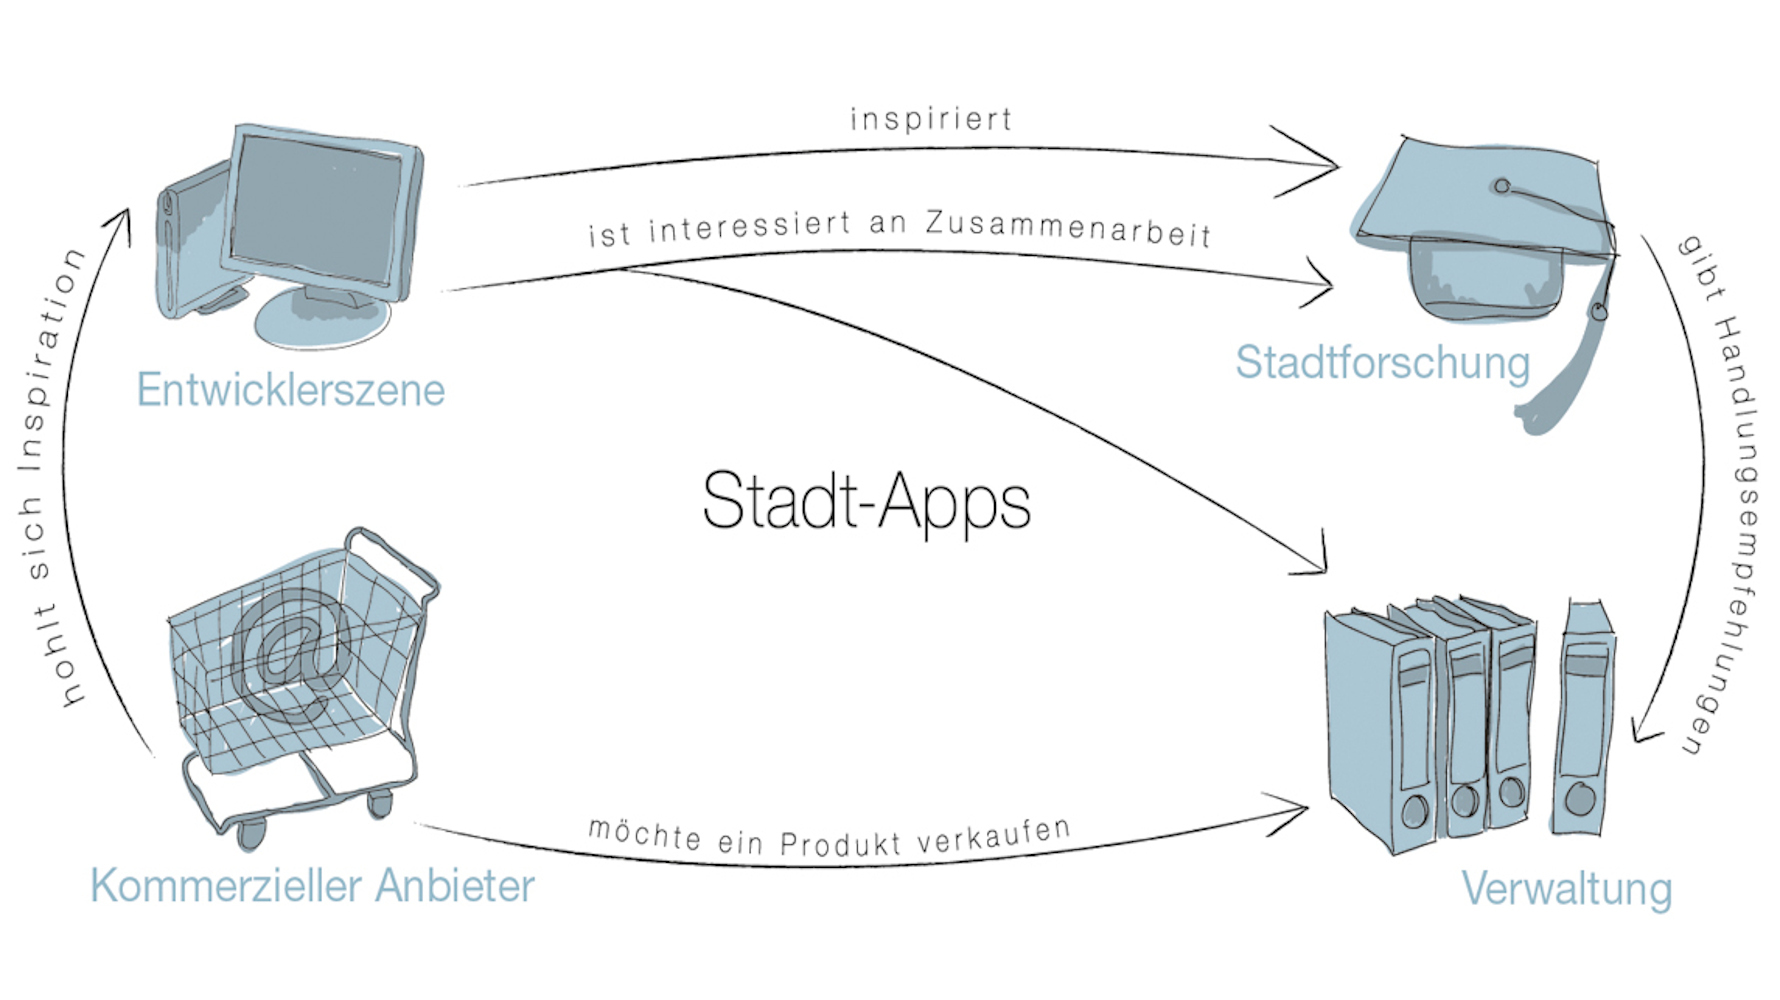 inspiriert
ist interessiert an Zusammenarbeit
hohlt sich Inspiration
gibt Handlungsempfehlungen
Entwicklerszene
Stadtforschung
Stadt-Apps
möchte ein Produkt verkaufen
Kommerzieller Anbieter
Verwaltung